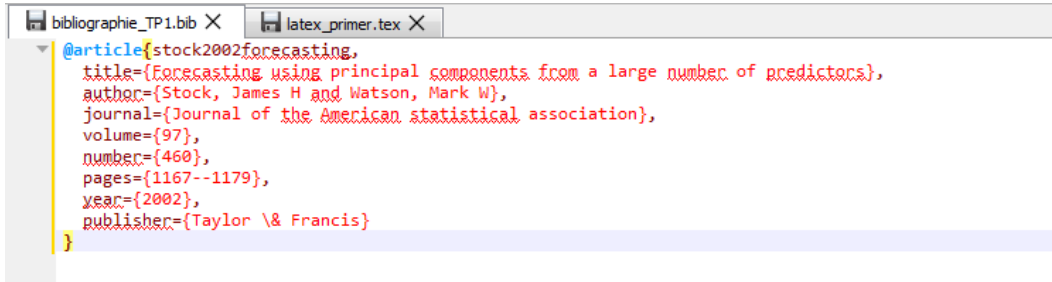 bibliographie_TP1.bib X latex_primer.tex X
@article{stock2002forecasting,
title={Forecasting using principal components from a large number of predictors},
author={Stock, James H and Watson, Mark W},
journal={Journal of the American statistical association},
volume={97},
number={460},
pages={1167--1179},
year={2002},
publisher={Taylor \& Francis}
}